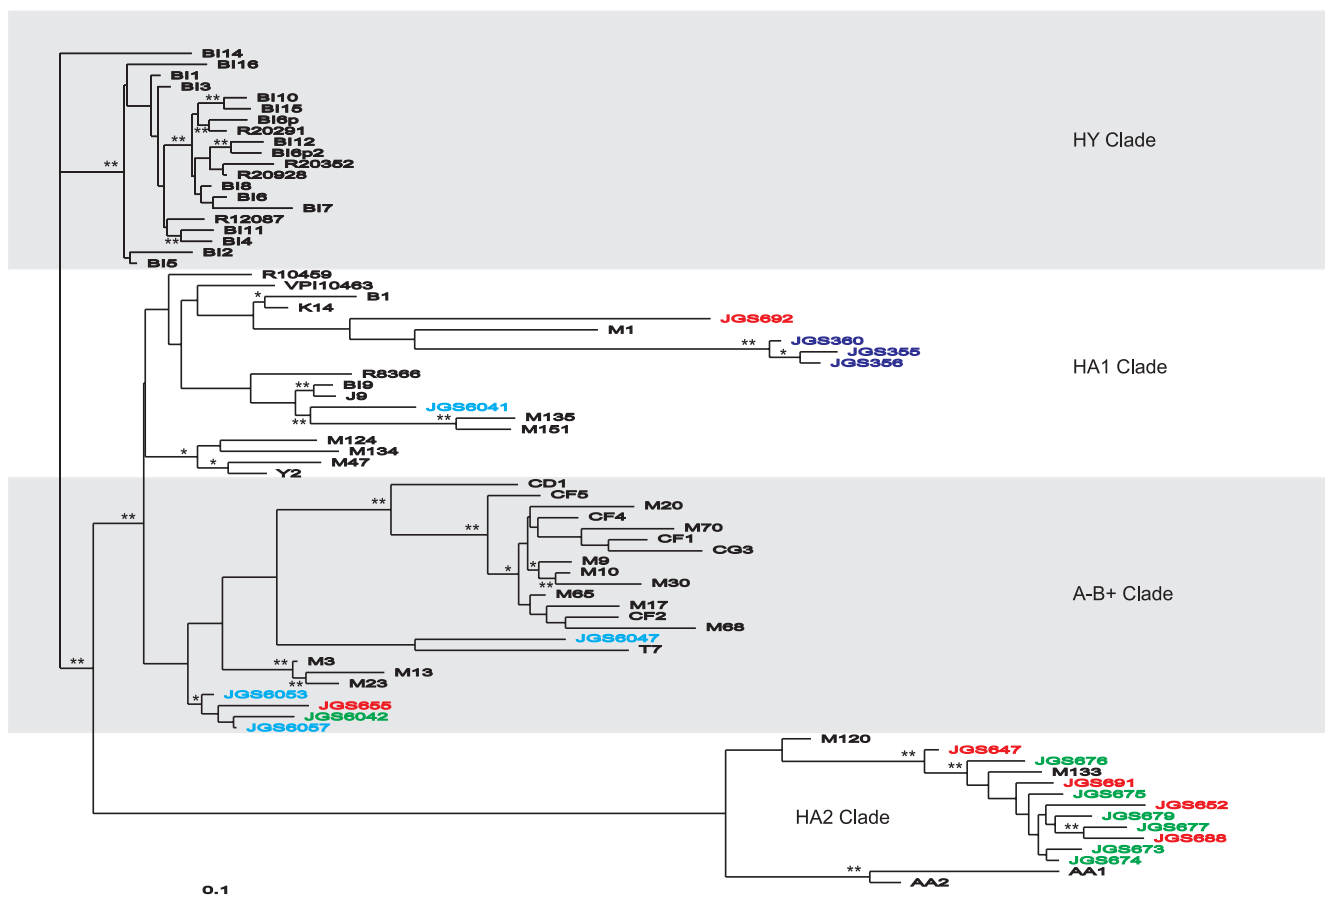 BI14
BI16
BI1
BI3
** BI10
BI15
BI6p
** R20291
** HY Clade
** BI12
BI6p2
** R20352
R20928
BI8
BI6
BI7
R12087
BI11
** BI4
BI2
BI5
R10459
VPI10463
* B1
K14
JGS692
M1
** JGS360
* JGS355
JGS356
HA1 Clade
R8366
** BI9
J9
JGS6041
** ** M135
M151
M124
* M134
* M47
Y2
CD1
CF5
** M20
** CF4
** M70
CF1
CG3
M9
* * M10
** M30
M65
A-B+ Clade
M17
CF2
M68
JGS6047
T7
** ** M3
M13
** M23
* JGS6053
JGS655
JGS6042
JGS6057
M120
** JGS647
** JGS676
M133
JGS691
JGS675
JGS652
HA2 Clade
JGS679
** JGS677
JGS688
JGS673
JGS674
** AA1
AA2
0.1